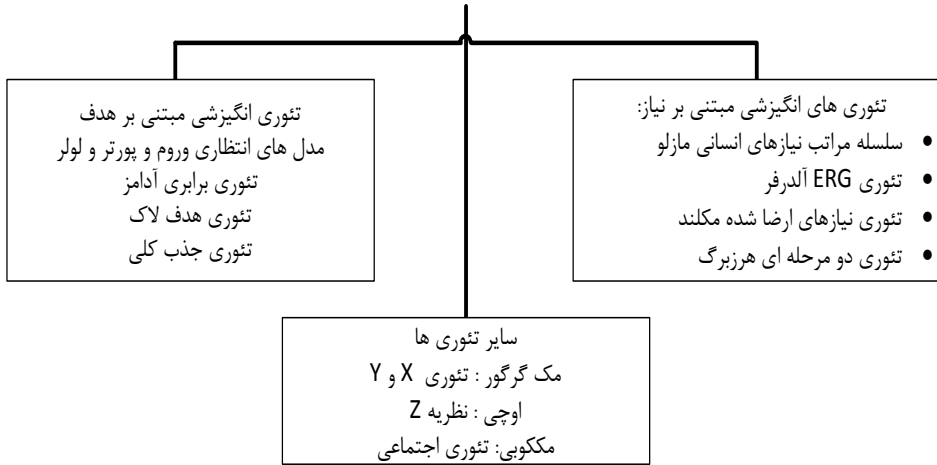 تئوری های انگیزشی مبتنی بر نیاز:
• سلسله مراتب نیازهای انسانی مازلو
• تئوری ERG آلدرفر
• تئوری نیازهای ارضا شده مکلند
• تئوری دو مرحله ای هرزبرگ
تئوری انگیزشی مبتنی بر هدف
مدل های انتظاری وروم و پورتر و لولر
تئوری برابری آدامز
تئوری هدف لاک
تئوری جذب کلی
سایر تئوری ها
مک گرگور : تئوری X و Y
اوچی : نظریه Z
مککوبی: تئوری اجتماعی